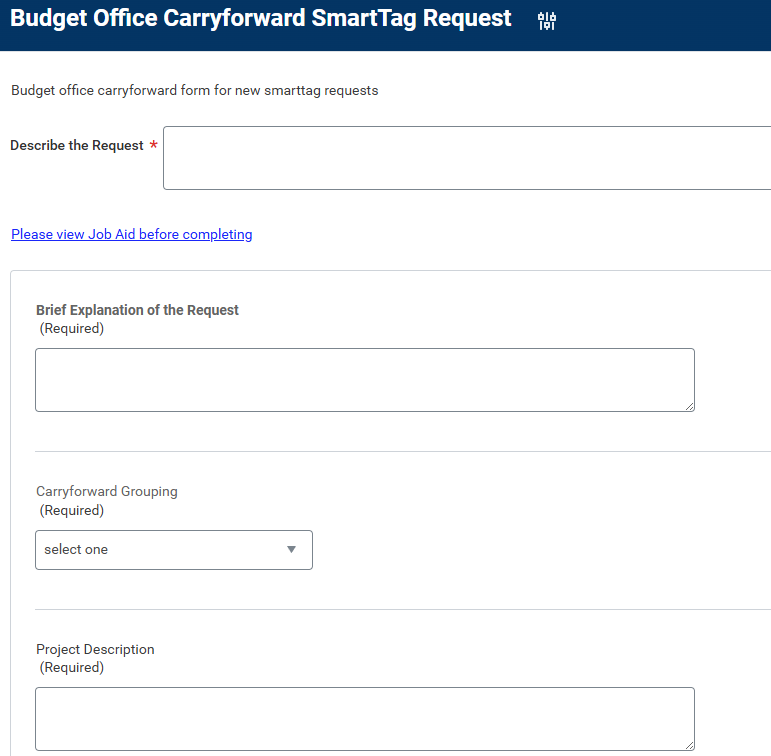 Budget Office Carryforward SmartTag Request
Budget office carryforward form for new smarttag requests
Describe the Request *
Please view Job Aid before completing
Brief Explanation of the Request
(Required)
Carryforward Grouping
(Required)
select one
Project Description
(Required)